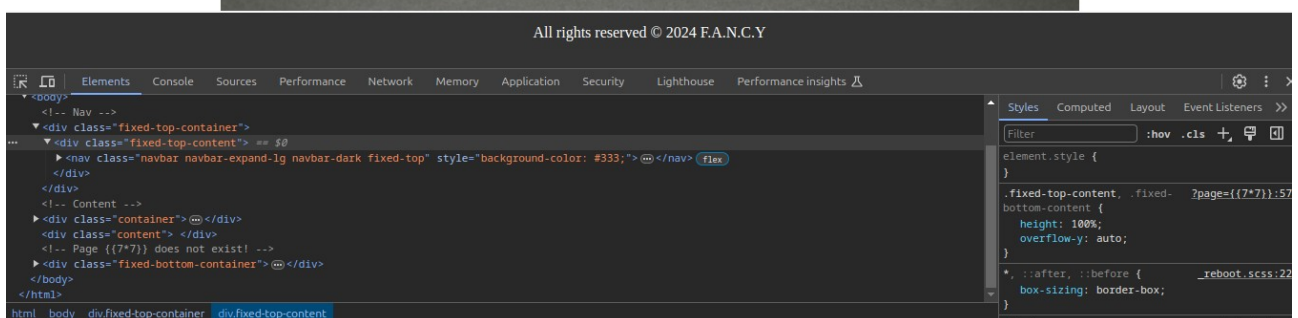 All rights reserved © 2024 F.A.N.C.Y
Elements Console Sources Performance Network Memory Application Security Lighthouse Performance insights
<body>
<!-- Nav -->
<div class="fixed-top-container">
<div class="fixed-top-content"> == $0
<nav class="navbar navbar-expand-lg navbar-dark fixed-top" style="background-color: #333;">…</nav> flex
</div>
</div>
<!-- Content -->
<div class="container">…</div>
<div class="content"> </div>
<!-- Page {{7*7}} does not exist! -->
<div class="fixed-bottom-container">…</div>
</body>
</html>
html body div.fixed-top-container div.fixed-top-content
Styles Computed Layout Event Listeners
Filter :hov .cls
element.style {
}
.fixed-top-content, .fixed- ?page={{7*7}}:57
bottom-content {
height: 100%;
overflow-y: auto;
}
*, ::after, ::before { _reboot.scss:22
box-sizing: border-box;
}